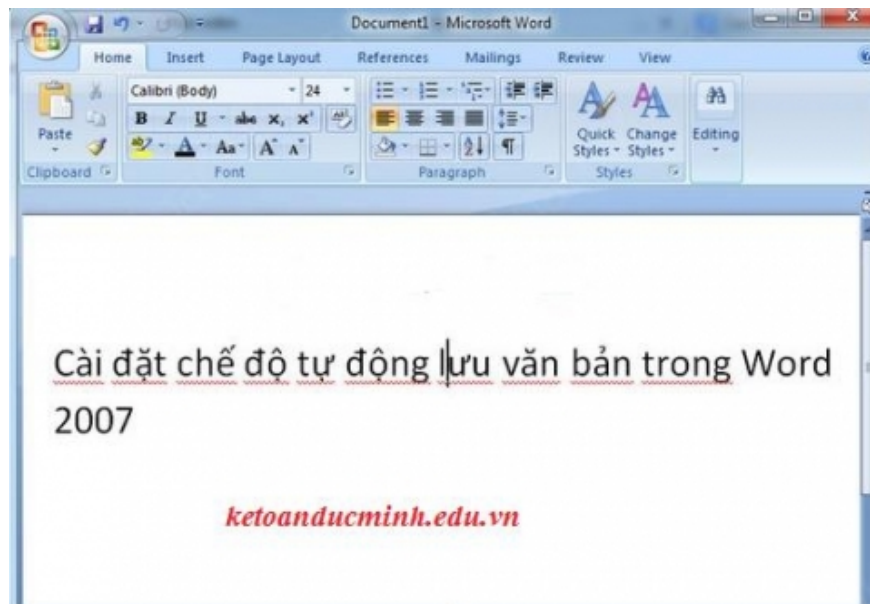 Document1 - Microsoft Word
Home Insert Page Layout References Mailings Review View
Calibri (Body) 24
Paste
B I U abe x, x² Aa A A
Quick Styles Change Styles Editing
Clipboard Font Paragraph Styles
Cài đặt chế độ tự động lưu văn bản trong Word
2007
ketoanducminh.edu.vn